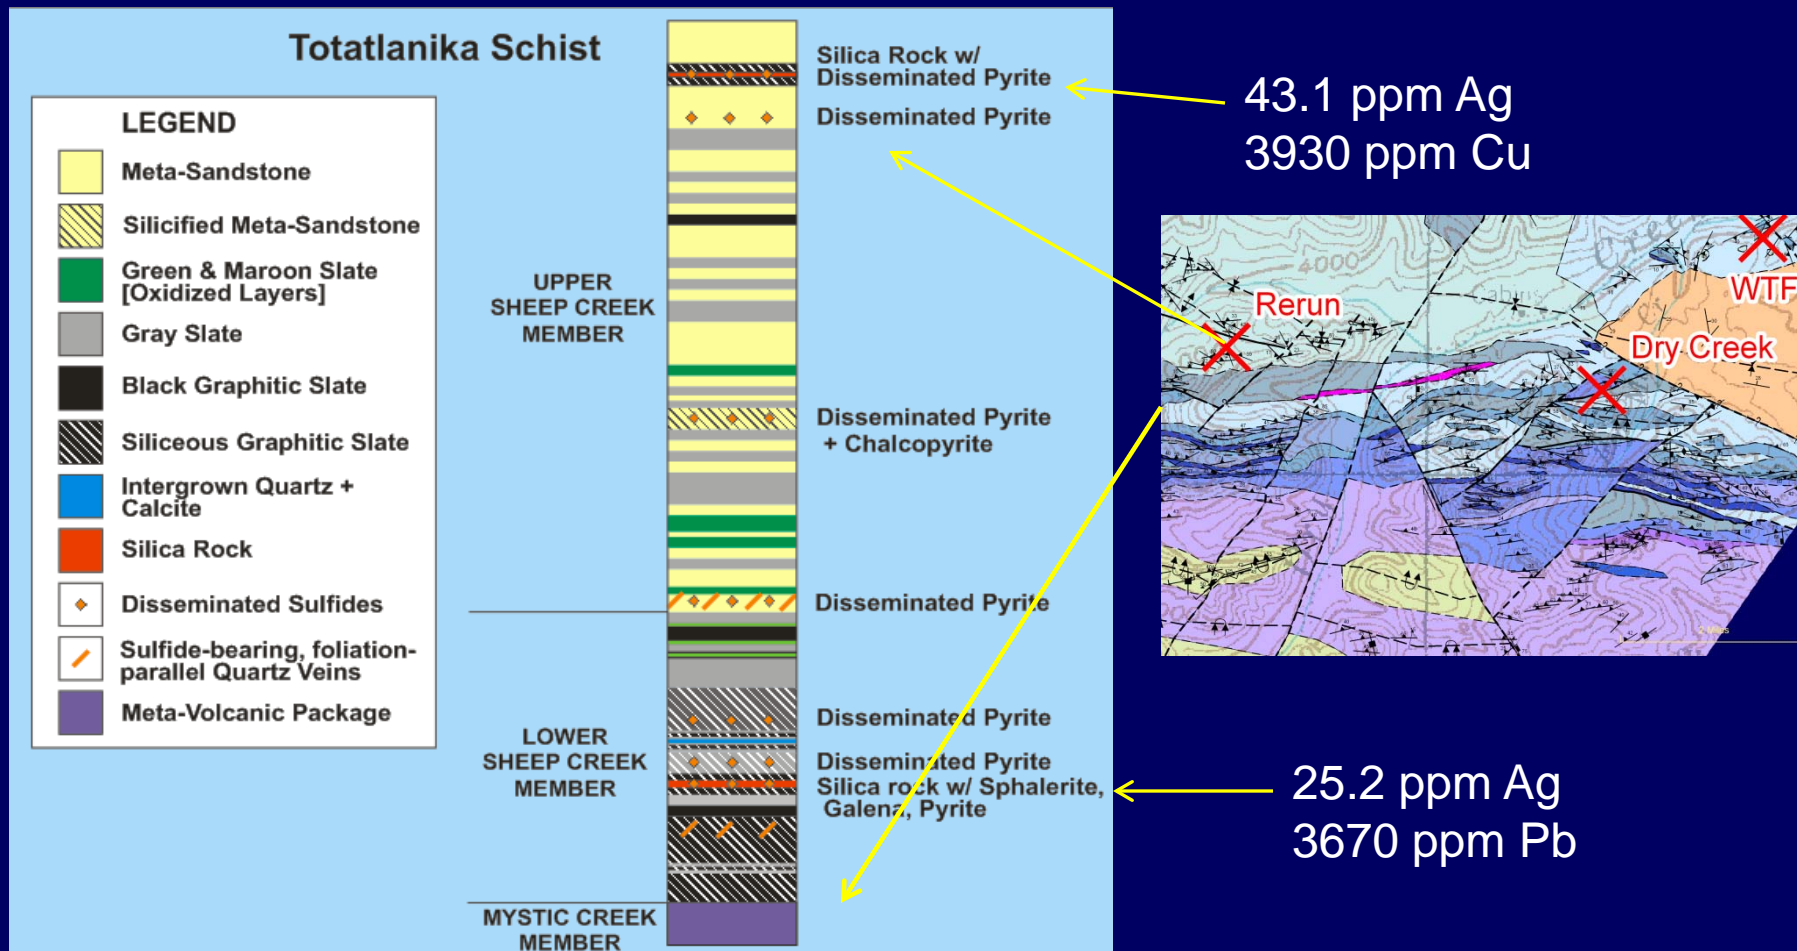 Totatlanika Schist
LEGEND
Meta-Sandstone
Silicified Meta-Sandstone
Green & Maroon Slate
[Oxidized Layers]
Gray Slate
Black Graphitic Slate
Siliceous Graphitic Slate
Intergrown Quartz +
Calcite
Silica Rock
Disseminated Sulfides
Sulfide-bearing, foliation-
parallel Quartz Veins
Meta-Volcanic Package
UPPER
SHEEP CREEK
MEMBER
LOWER
SHEEP CREEK
MEMBER
MYSTIC CREEK
MEMBER
Silica Rock w/
Disseminated Pyrite
Disseminated Pyrite
Disseminated Pyrite
+ Chalcopyrite
Disseminated Pyrite
Disseminated Pyrite
Disseminated Pyrite
Silica rock w/ Sphalerite,
Galena, Pyrite
43.1 ppm Ag
3930 ppm Cu
4000
Rerun
WTF
Dry Creek
2 Miles
25.2 ppm Ag
3670 ppm Pb